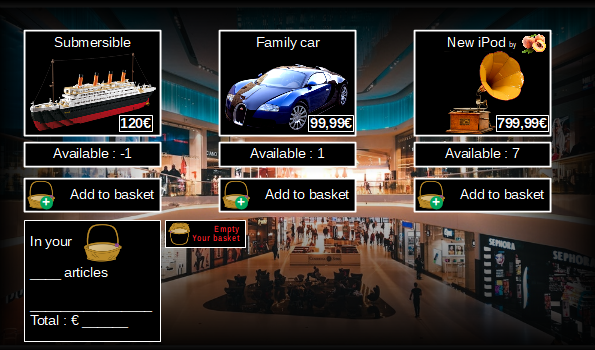 Submersible
120€
Available : -1
Add to basket
Family car
99,99€
Available : 1
Add to basket
New iPod by
799,99€
Available : 7
Add to basket
In your
____ articles
________________
Total : € ______
Empty
Your basket
SEPHORA
SEPHORA